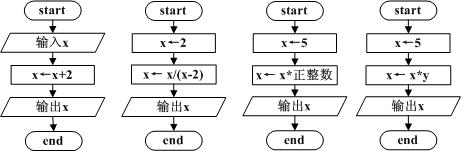 start
输入x
x←x+2
输出x
end
start
x←2
x← x/(x-2)
输出x
end
start
x←5
x← x*正整数
输出x
end
start
x←5
x← x*y
输出x
end